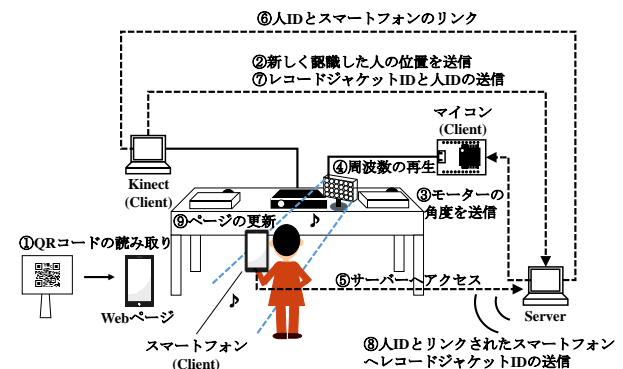 ⑥人IDとスマートフォンのリンク
②新しく認識した人の位置を送信
⑦レコードジャケットIDと人IDの送信
マイコン
(Client)
④周波数の再生
Kinect
(Client)
③モーターの
角度を送信
⑨ページの更新
①QRコードの読み取り
⑤サーバーへアクセス
Webページ
Server
スマートフォン
(Client)
⑧人IDとリンクされたスマートフォン
へレコードジャケットIDの送信